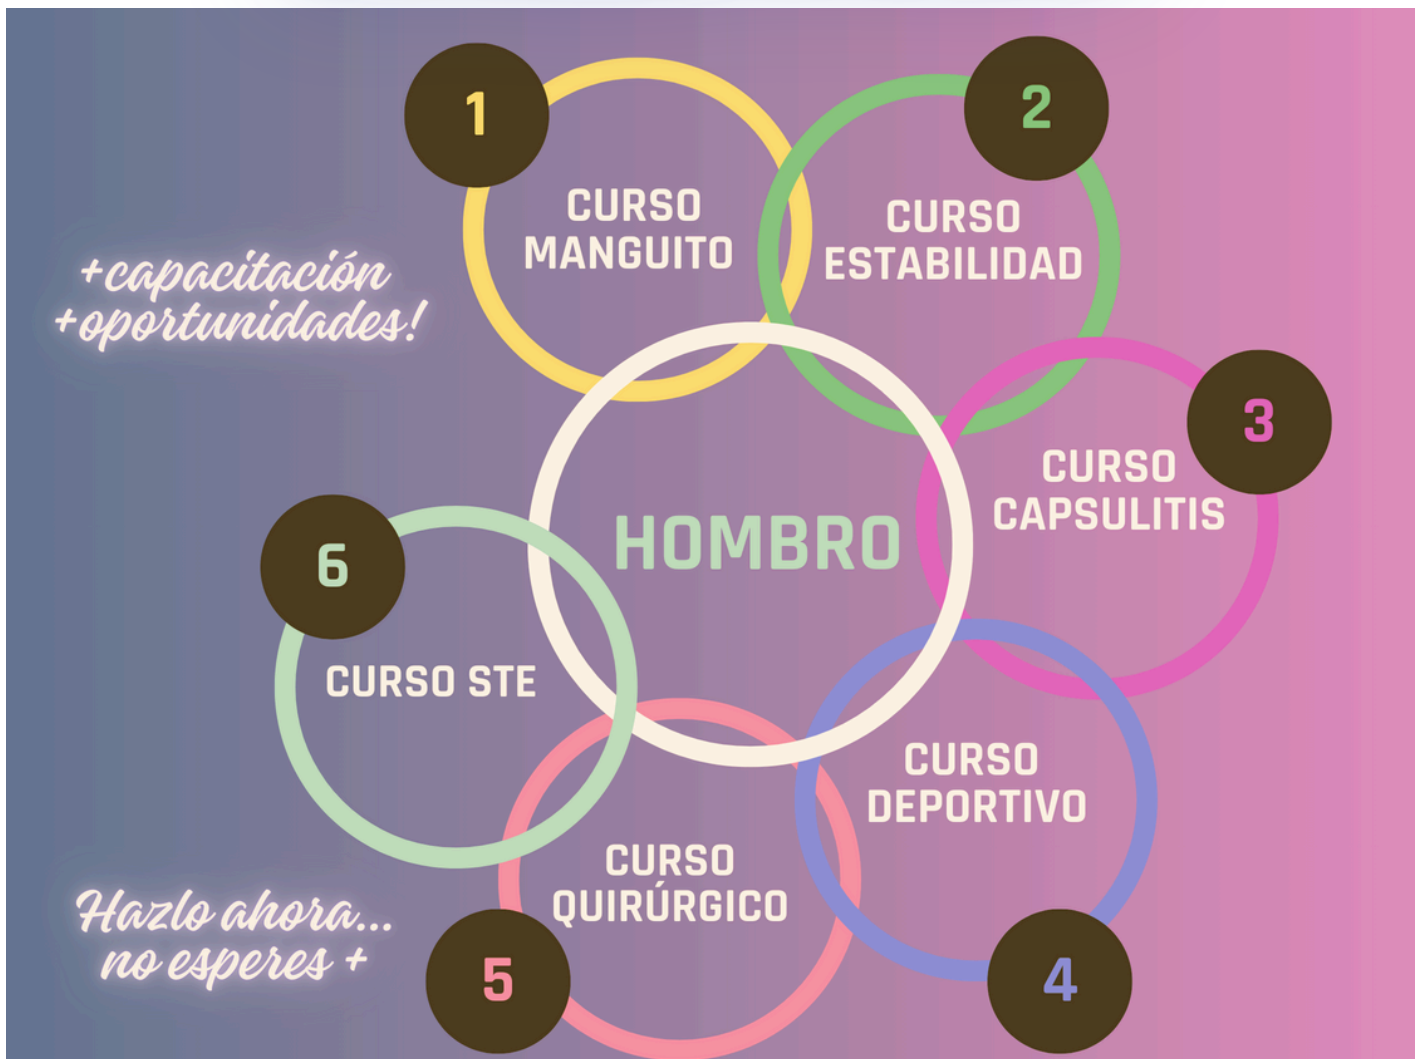 1
CURSO
MANGUITO
2
CURSO
ESTABILIDAD
+capacitación
+oportunidades!
3
CURSO
CAPSULITIS
HOMBRO
6
CURSO STE
CURSO
DEPORTIVO
4
CURSO
QUIRÚRGICO
5
Hazlo ahora...
no esperes +